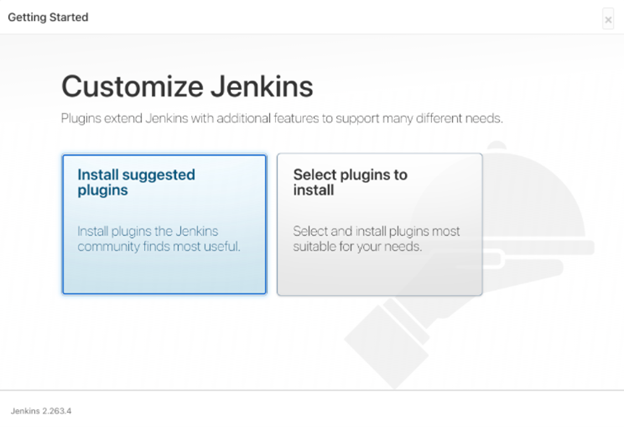 Getting Started
×
Customize Jenkins
Plugins extend Jenkins with additional features to support many different needs.
Install suggested
plugins
Install plugins the Jenkins
community finds most useful.
Select plugins to
install
Select and install plugins most
suitable for your needs.
Jenkins 2.263.4